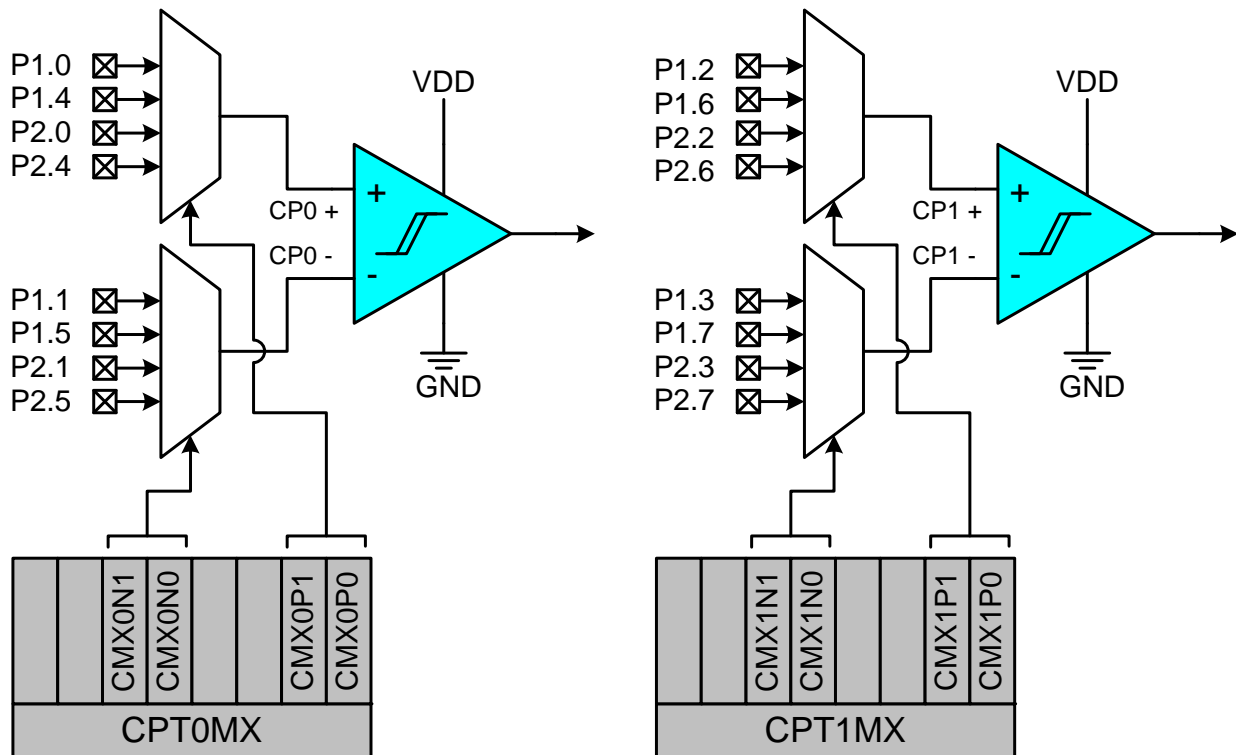 P1.0
P1.4
P2.0
P2.4
VDD
+
CP0 +
CP0 -
-
P1.1
P1.5
P2.1
P2.5
GND
CMX0N1
CMX0N0
CMX0P1
CMX0P0
CPT0MX
P1.2
P1.6
P2.2
P2.6
VDD
+
CP1 +
CP1 -
-
P1.3
P1.7
P2.3
P2.7
GND
CMX1N1
CMX1N0
CMX1P1
CMX1P0
CPT1MX